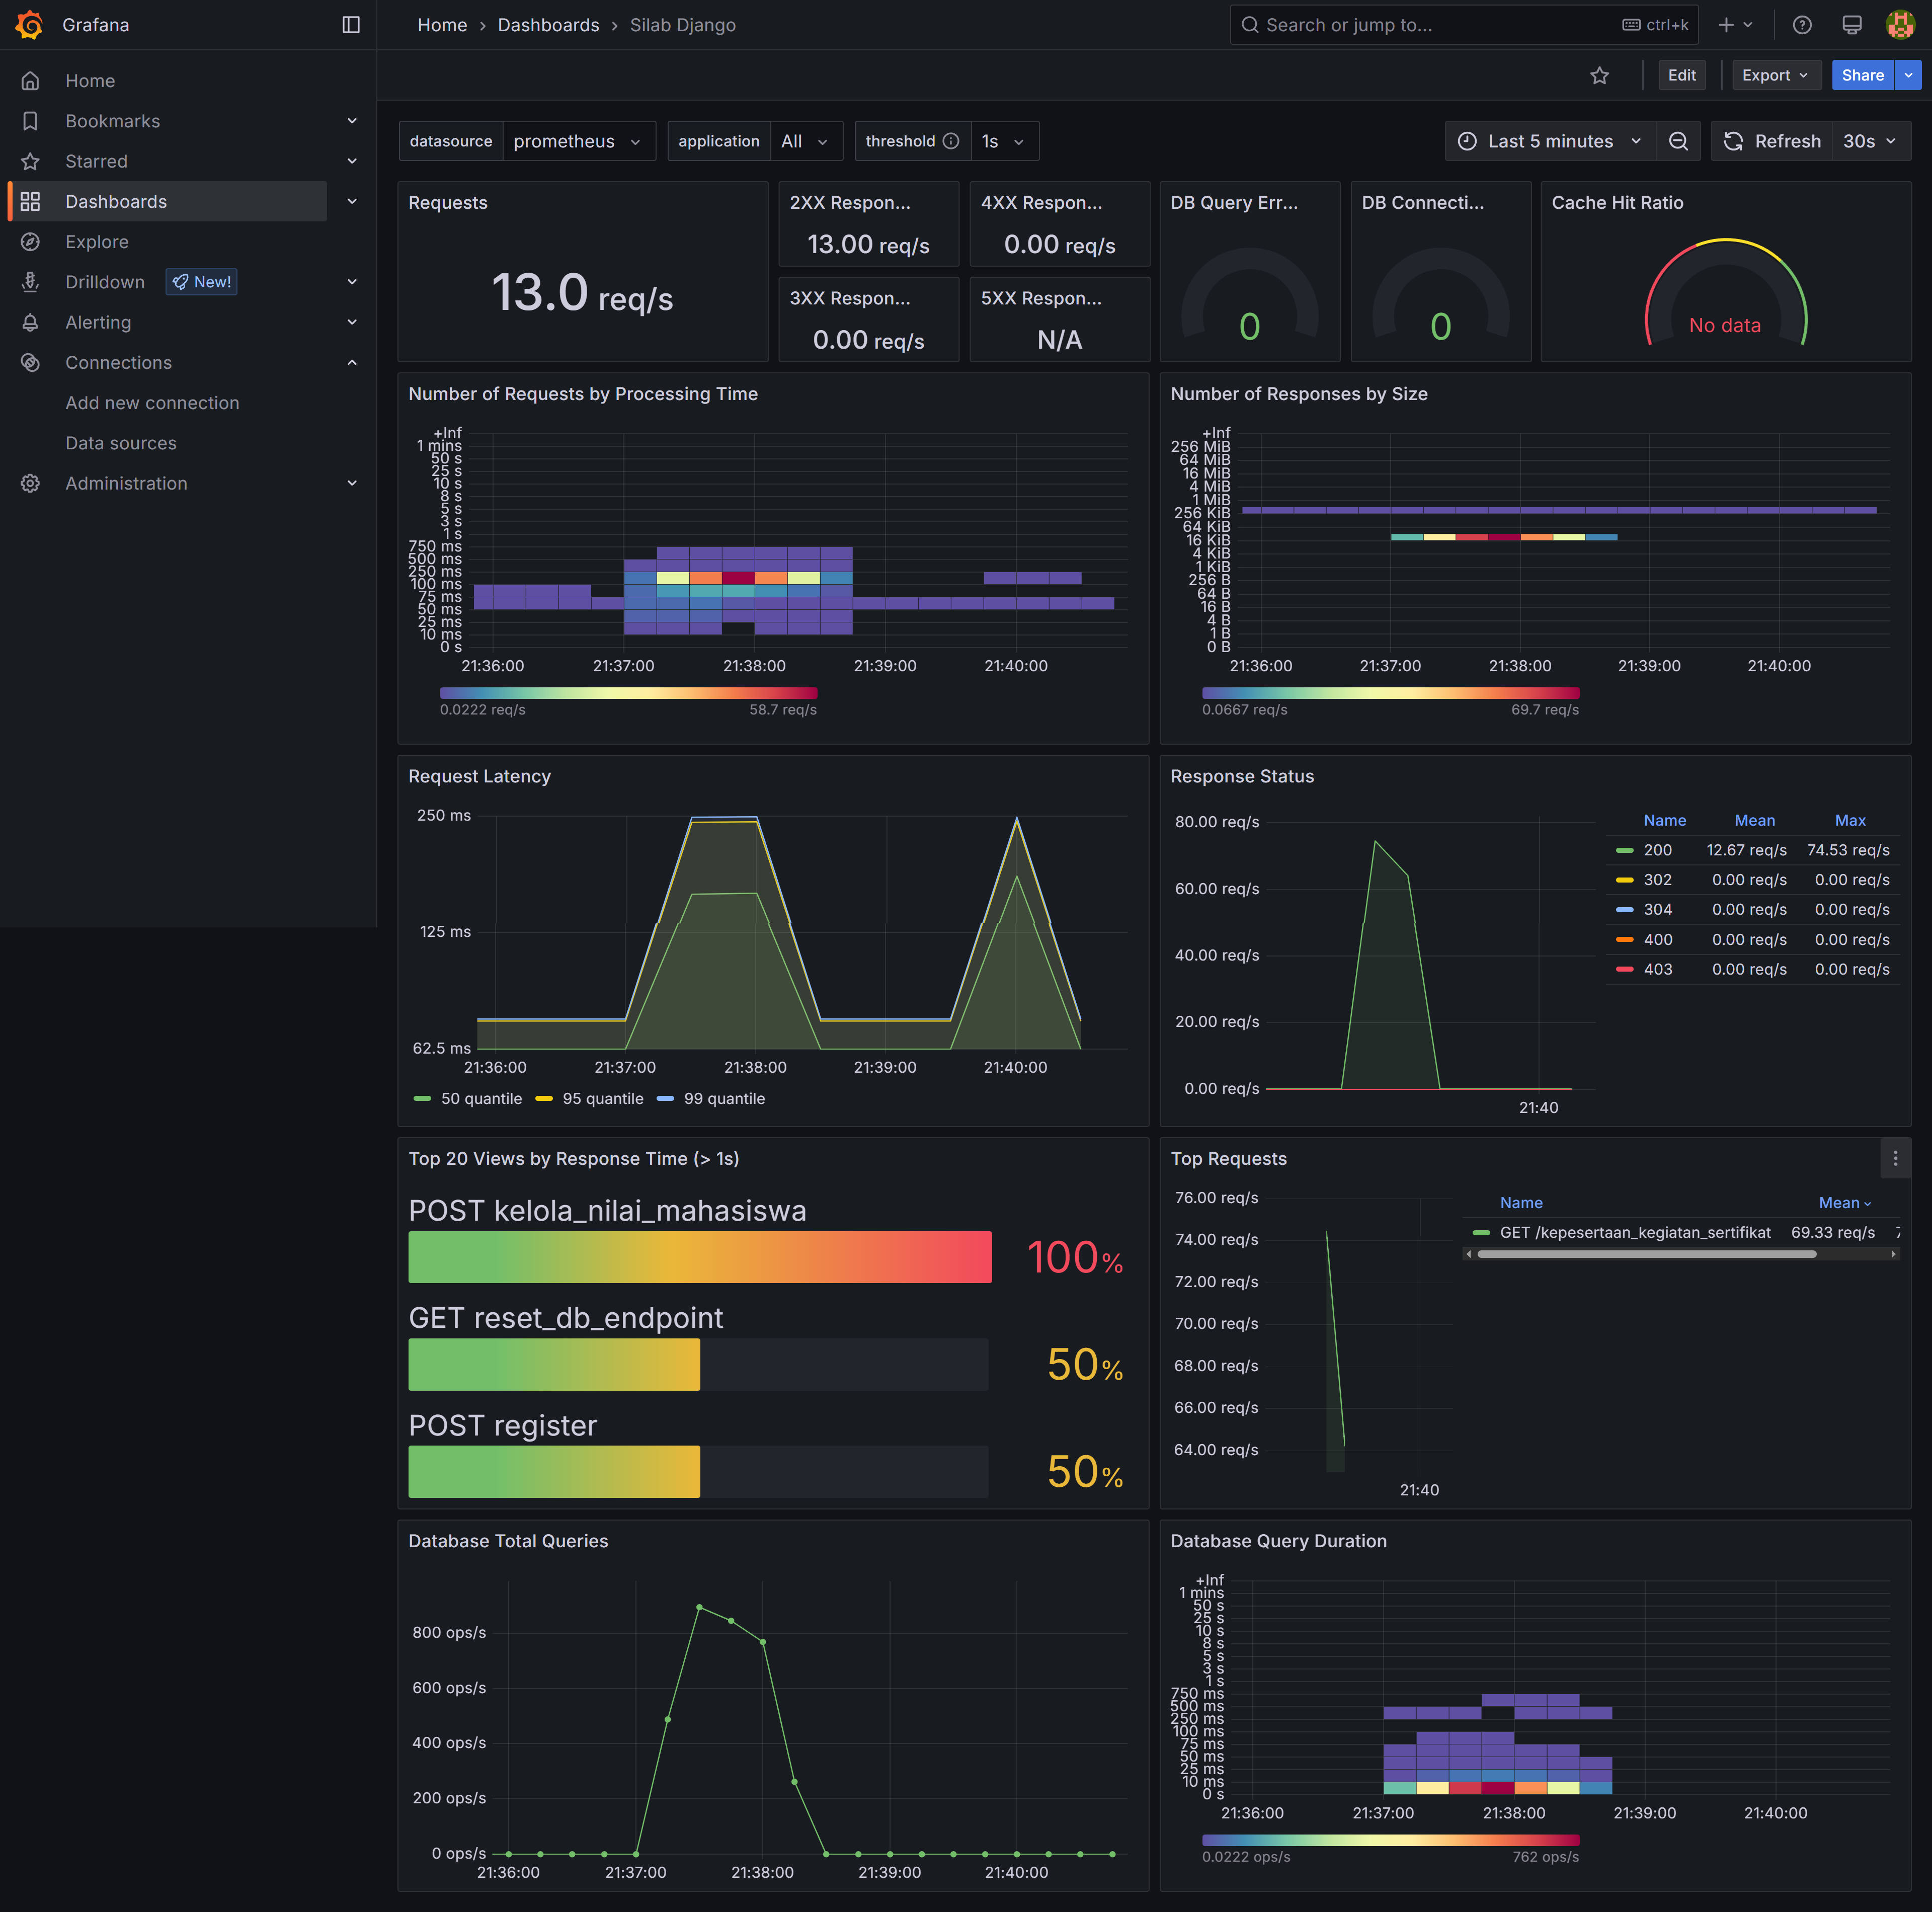 Grafana
Home › Dashboards › Silab Django
Search or jump to...
ctrl+k
Home
Bookmarks
Starred
Dashboards
Explore
Drilldown
New!
Alerting
Connections
Add new connection
Data sources
Administration
Edit
Export
Share
datasource
prometheus
application
All
threshold
1s
Last 5 minutes
Refresh
30s
Requests
13.0 req/s
2XX Respon...
13.00 req/s
4XX Respon...
0.00 req/s
3XX Respon...
0.00 req/s
5XX Respon...
N/A
DB Query Err...
0
DB Connecti...
0
Cache Hit Ratio
No data
Number of Requests by Processing Time
+Inf
1 mins
50 s
25 s
10 s
8 s
5 s
3 s
1 s
750 ms
500 ms
250 ms
100 ms
75 ms
50 ms
25 ms
10 ms
0 s
21:36:00 21:37:00 21:38:00 21:39:00 21:40:00
0.0222 req/s 58.7 req/s
Number of Responses by Size
+Inf
256 MiB
64 MiB
16 MiB
4 MiB
1 MiB
256 KiB
64 KiB
16 KiB
4 KiB
1 KiB
256 B
64 B
16 B
4 B
1 B
0 B
21:36:00 21:37:00 21:38:00 21:39:00 21:40:00
0.0667 req/s 69.7 req/s
Request Latency
250 ms
125 ms
62.5 ms
21:36:00 21:37:00 21:38:00 21:39:00 21:40:00
50 quantile 95 quantile 99 quantile
Response Status
80.00 req/s
60.00 req/s
40.00 req/s
20.00 req/s
0.00 req/s
21:40
Name Mean Max
200 12.67 req/s 74.53 req/s
302 0.00 req/s 0.00 req/s
304 0.00 req/s 0.00 req/s
400 0.00 req/s 0.00 req/s
403 0.00 req/s 0.00 req/s
Top 20 Views by Response Time (> 1s)
POST kelola_nilai_mahasiswa
100%
GET reset_db_endpoint
50%
POST register
50%
Top Requests
76.00 req/s
74.00 req/s
72.00 req/s
70.00 req/s
68.00 req/s
66.00 req/s
64.00 req/s
21:40
Name Mean
GET /kepesertaan_kegiatan_sertifikat 69.33 req/s
Database Total Queries
800 ops/s
600 ops/s
400 ops/s
200 ops/s
0 ops/s
21:36:00 21:37:00 21:38:00 21:39:00 21:40:00
Database Query Duration
+Inf
1 mins
50 s
25 s
10 s
8 s
5 s
3 s
1 s
750 ms
500 ms
250 ms
100 ms
75 ms
50 ms
25 ms
10 ms
0 s
21:36:00 21:37:00 21:38:00 21:39:00 21:40:00
0.0222 ops/s 762 ops/s